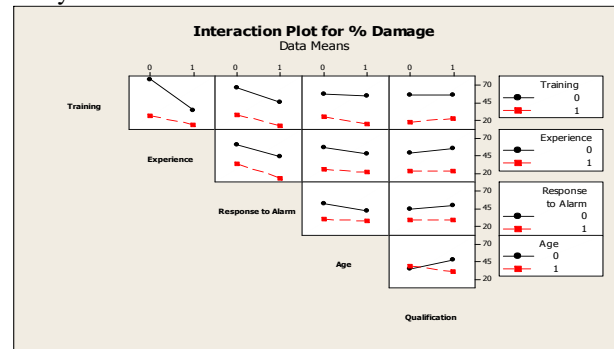 Interaction Plot for % Damage
Data Means
0 1 0 1 0 1 0 1
Training
70
45
20
Training
0
1
Experience
70
45
20
Experience
0
1
Response to Alarm
70
45
20
Response
to Alarm
0
1
Age
70
45
20
Age
0
1
Qualification